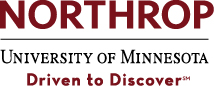 NORTHROP
UNIVERSITY OF MINNESOTA
Driven to Discover℠